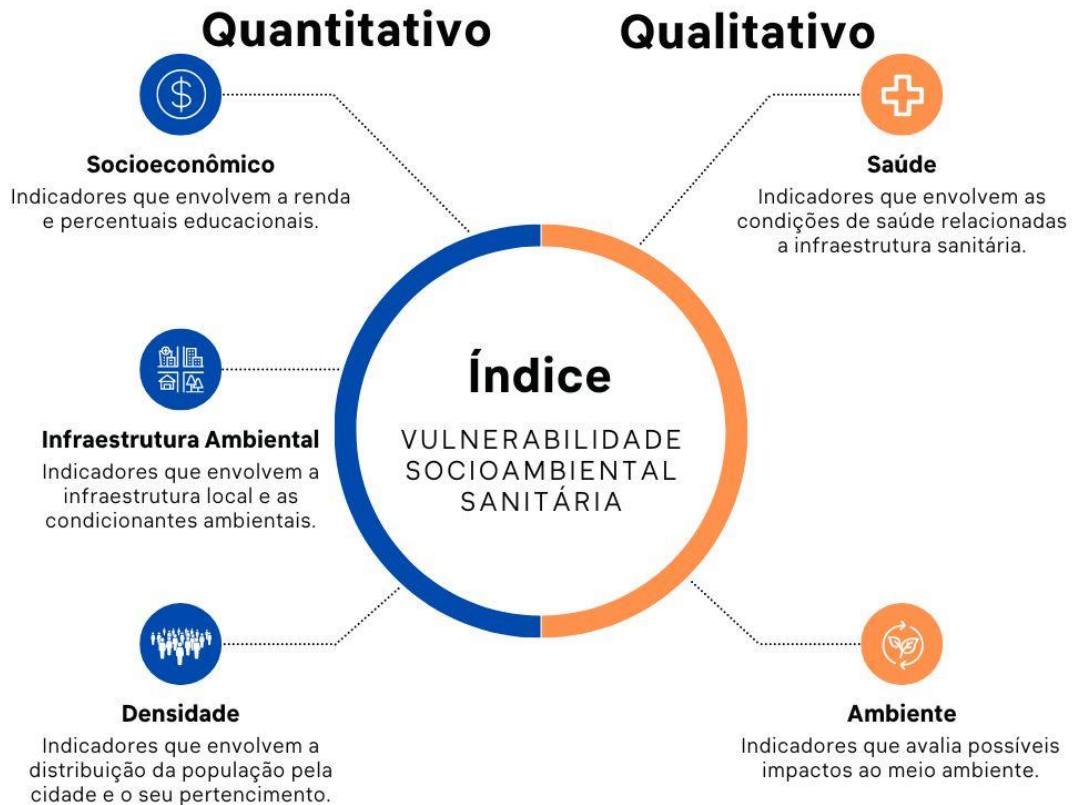 Quantitativo
Qualitativo
$
Socioeconômico
Indicadores que envolvem a renda
e percentuais educacionais.
Saúde
Indicadores que envolvem as
condições de saúde relacionadas
a infraestrutura sanitária.
Índice
VULNERABILIDADE
SOCIOAMBIENTAL
SANITÁRIA
Infraestrutura Ambiental
Indicadores que envolvem a
infraestrutura local e as
condicionantes ambientais.
Densidade
Indicadores que envolvem a
distribuição da população pela
cidade e o seu pertencimento.
Ambiente
Indicadores que avalia possíveis
impactos ao meio ambiente.